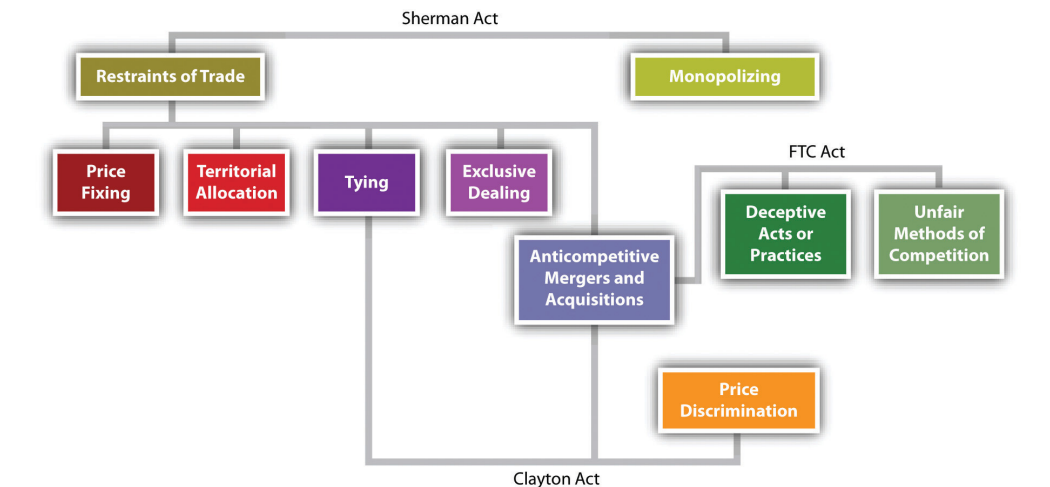 Sherman Act
Restraints of Trade
Monopolizing
Price
Fixing
Territorial
Allocation
Tying
Exclusive
Dealing
FTC Act
Deceptive
Acts or
Practices
Unfair
Methods of
Competition
Anticompetitive
Mergers and
Acquisitions
Price
Discrimination
Clayton Act